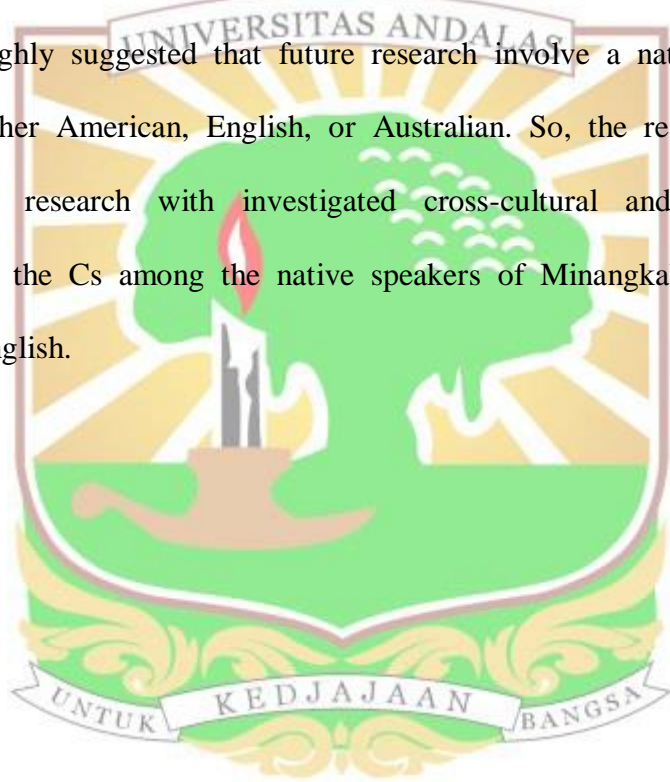 UNIVERSITAS ANDALAS
ghly suggested that future research involve a nat
her American, English, or Australian. So, the re
research with investigated cross-cultural and
the Cs among the native speakers of Minangka
nglish.
UNTUK KEDJAJAAN BANGSA